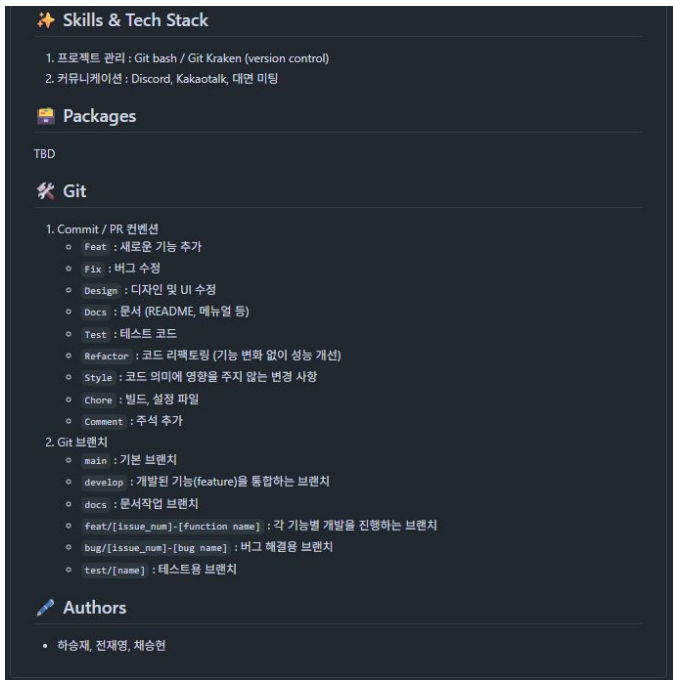 ✨ Skills & Tech Stack
1. 프로젝트 관리 : Git bash / Git Kraken (version control)
2. 커뮤니케이션 : Discord, Kakaotalk, 대면 미팅
🗃️ Packages
TBD
🛠️ Git
1. Commit / PR 컨벤션
Feat : 새로운 기능 추가
Fix : 버그 수정
Design : 디자인 및 UI 수정
Docs : 문서 (README, 메뉴얼 등)
Test : 테스트 코드
Refactor : 코드 리팩토링 (기능 변화 없이 성능 개선)
Style : 코드 의미에 영향을 주지 않는 변경 사항
Chore : 빌드, 설정 파일
Comment : 주석 추가
2. Git 브랜치
main : 기본 브랜치
develop : 개발된 기능(feature)을 통합하는 브랜치
docs : 문서작업 브랜치
feat/[issue_num]-[function name] : 각 기능별 개발을 진행하는 브랜치
bug/[issue_num]-[bug name] : 버그 해결용 브랜치
test/[name] : 테스트용 브랜치
🖊️ Authors
하승재, 전재영, 채승현